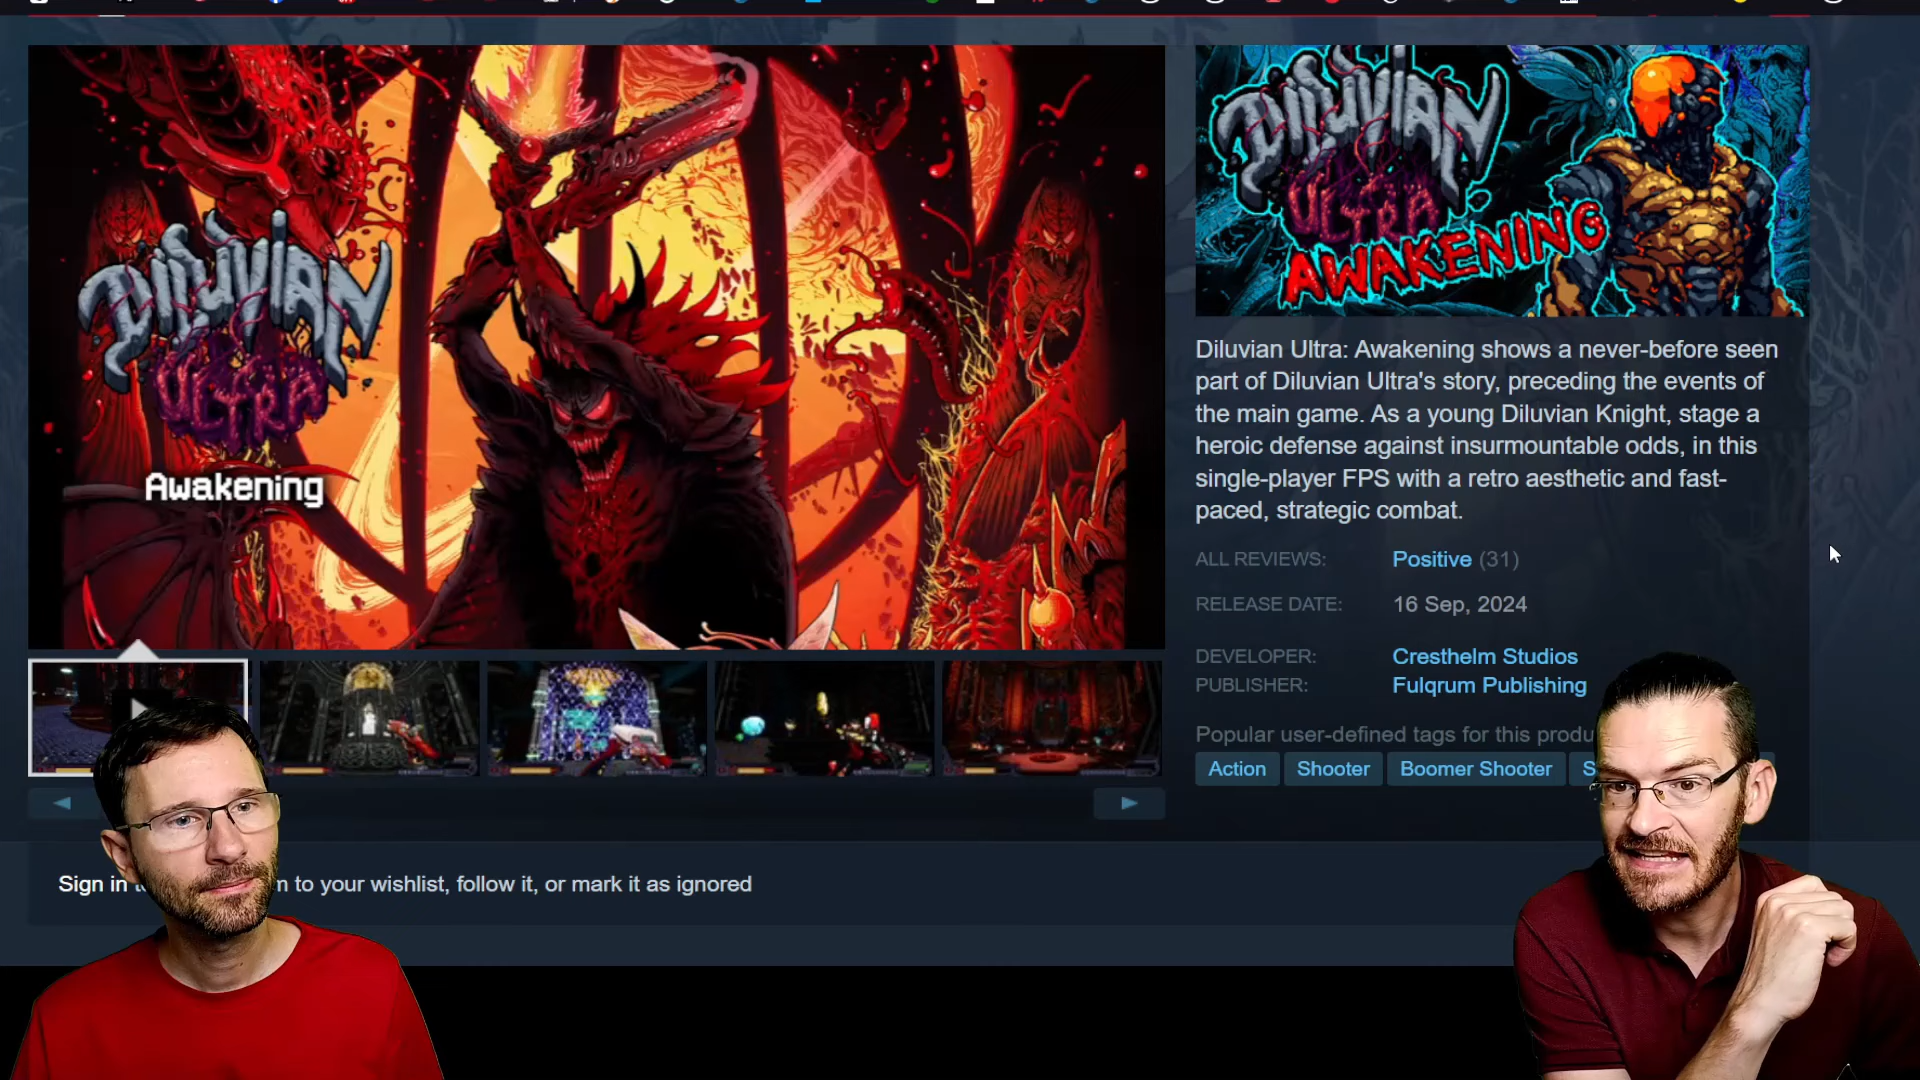 DILUVIAN
ULTRA
Awakening
DILUVIAN
ULTRA
AWAKENING
Diluvian Ultra: Awakening shows a never-before seen
part of Diluvian Ultra's story, preceding the events of
the main game. As a young Diluvian Knight, stage a
heroic defense against insurmountable odds, in this
single-player FPS with a retro aesthetic and fast-
paced, strategic combat.
ALL REVIEWS: Positive (31)
RELEASE DATE: 16 Sep, 2024
DEVELOPER: Cresthelm Studios
PUBLISHER: Fulqrum Publishing
Popular user-defined tags for this
Action Shooter Boomer Shooter
Sign in to your wishlist, follow it, or mark it as ignored